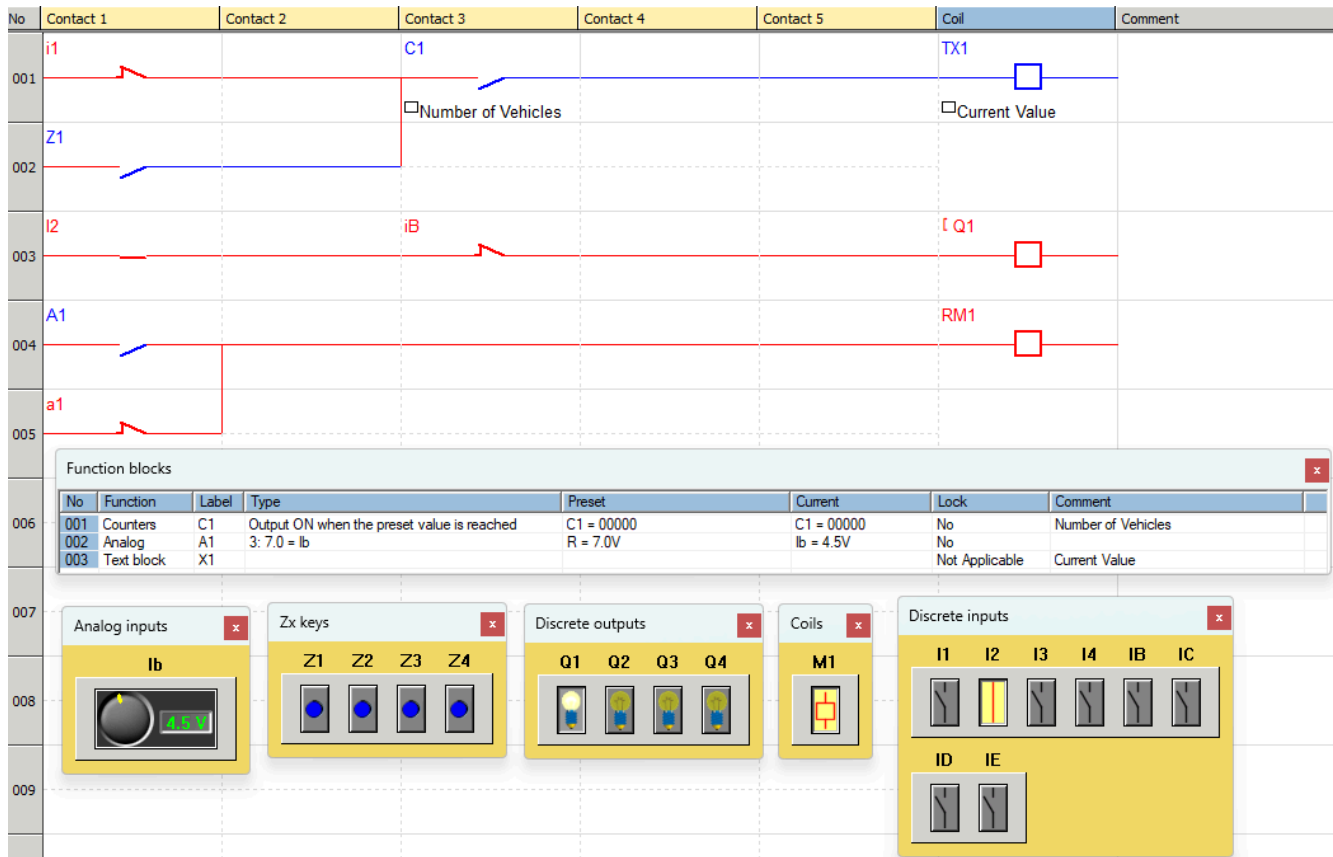 No Contact 1 Contact 2 Contact 3 Contact 4 Contact 5 Coil Comment
i1 C1 TX1
001
Number of Vehicles Current Value
Z1
002
I2 iB [ Q1
003
A1 RM1
004
a1
005
Function blocks x
No Function Label Type Preset Current Lock Comment
006
001 Counters C1 Output ON when the preset value is reached C1 = 00000 C1 = 00000 No Number of Vehicles
002 Analog A1 3: 7.0 = Ib R = 7.0V Ib = 4.5V No
003 Text block X1 Not Applicable Current Value
007
Analog inputs x Zx keys x Discrete outputs x Coils x Discrete inputs x
Ib Z1 Z2 Z3 Z4 Q1 Q2 Q3 Q4 M1 I1 I2 I3 I4 IB IC
008
4.5 V
ID IE
009